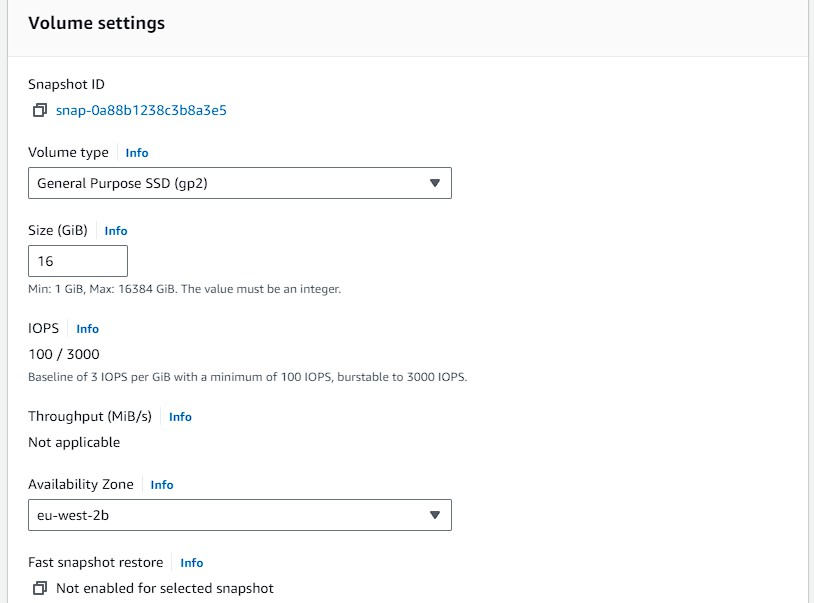 Volume settings
Snapshot ID
snap-0a88b1238c3b8a3e5
Volume type Info
General Purpose SSD (gp2)
Size (GiB) Info
16
Min: 1 GiB, Max: 16384 GiB. The value must be an integer.
IOPS Info
100 / 3000
Baseline of 3 IOPS per GiB with a minimum of 100 IOPS, burstable to 3000 IOPS.
Throughput (MiB/s) Info
Not applicable
Availability Zone Info
eu-west-2b
Fast snapshot restore Info
Not enabled for selected snapshot